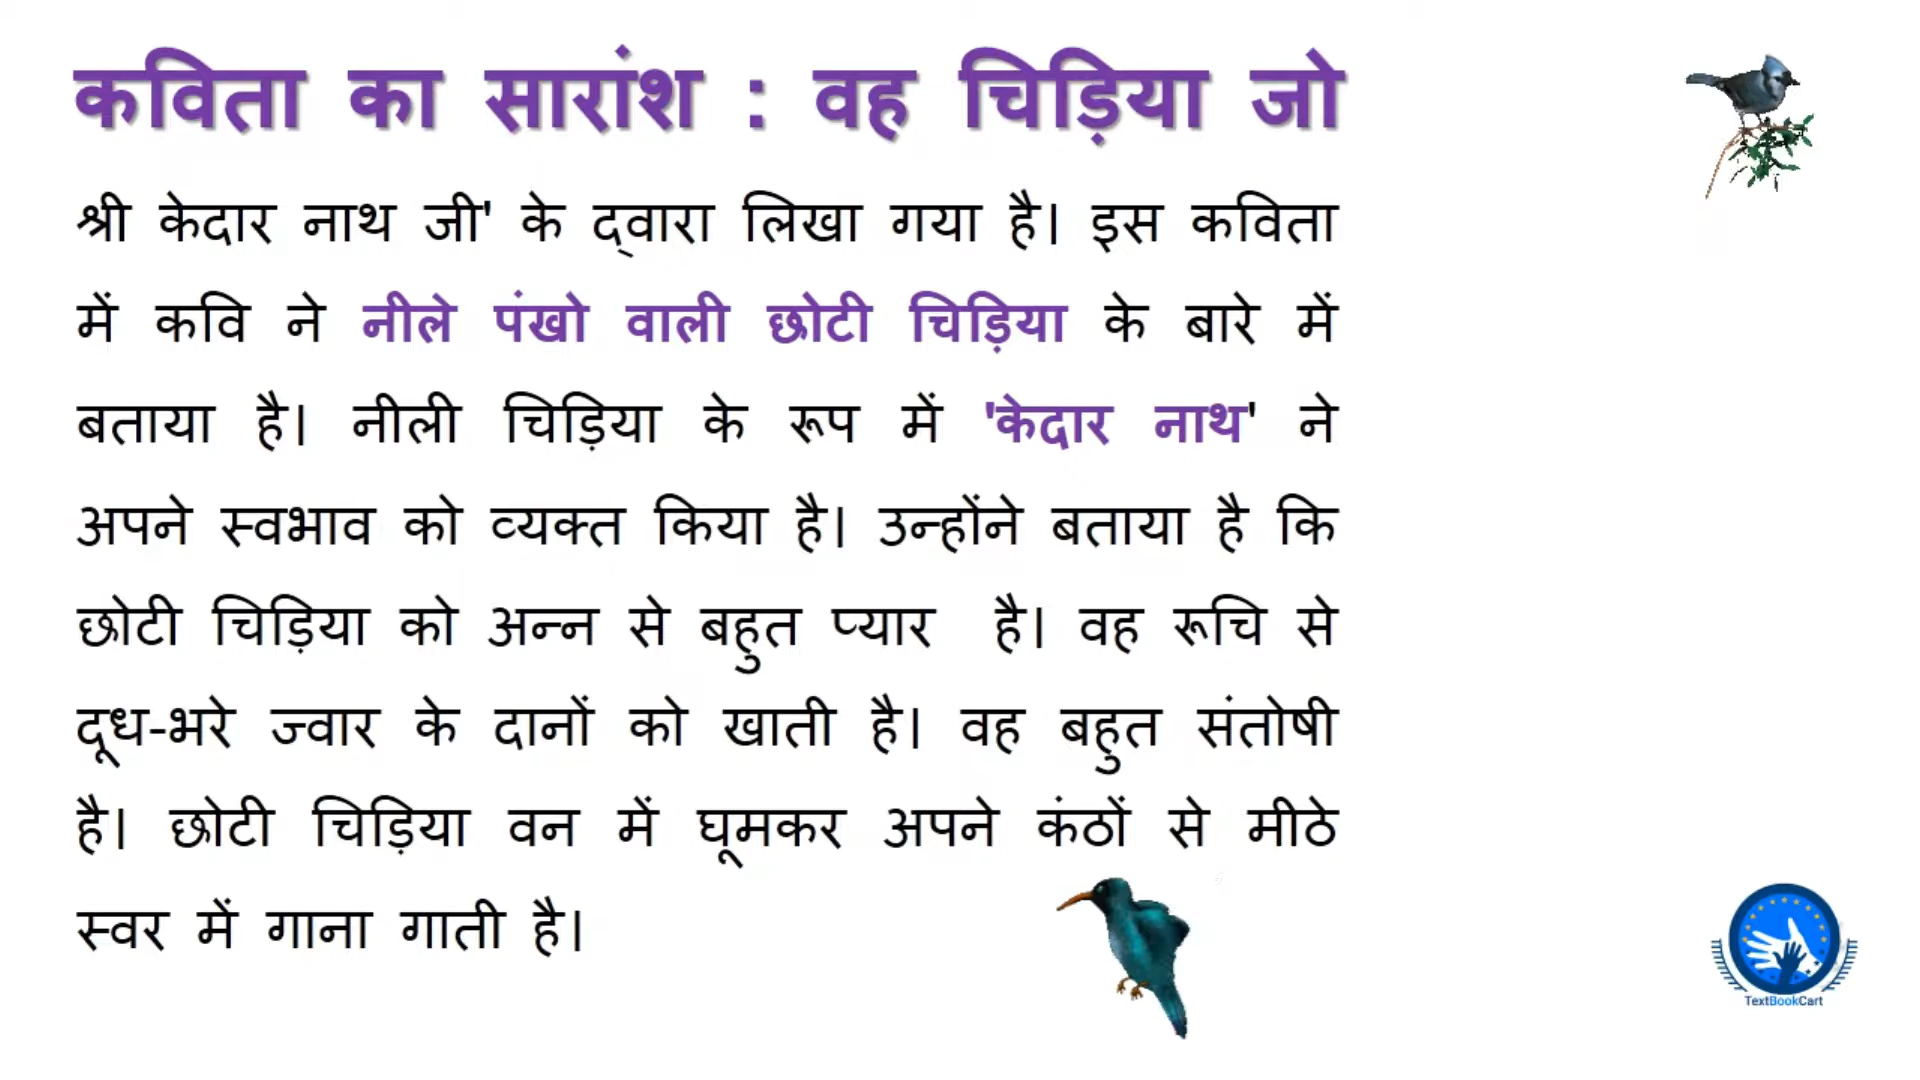 कविता का सारांश : वह चिड़िया जो
श्री केदार नाथ जी' के द्वारा लिखा गया है। इस कविता
में कवि ने नीले पंखो वाली छोटी चिड़िया के बारे में
बताया है। नीली चिड़िया के रूप में 'केदार नाथ' ने
अपने स्वभाव को व्यक्त किया है। उन्होंने बताया है कि
छोटी चिड़िया को अन्न से बहुत प्यार है। वह रूचि से
दूध-भरे ज्वार के दानों को खाती है। वह बहुत संतोषी
है। छोटी चिड़िया वन में घूमकर अपने कंठों से मीठे
स्वर में गाना गाती है।
TextBookCart